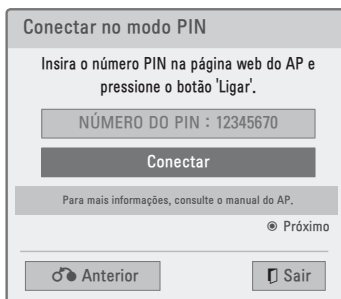 Conectar no modo PIN
Insira o número PIN na página web do AP e
pressione o botão 'Ligar'.
NÚMERO DO PIN : 12345670
Conectar
Para mais informações, consulte o manual do AP.
◉ Próximo
Anterior
Sair